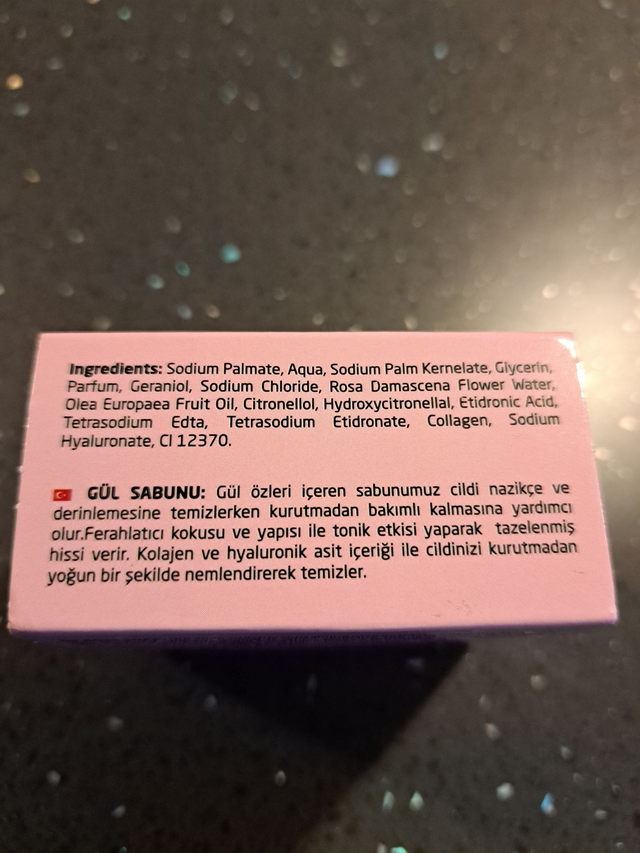 Ingredients: Sodium Palmate, Aqua, Sodium Palm Kernelate, Glycerin,
Parfum, Geraniol, Sodium Chloride, Rosa Damascena Flower Water,
Olea Europaea Fruit Oil, Citronellol, Hydroxycitronellal, Etidronic Acid,
Tetrasodium Edta, Tetrasodium Etidronate, Collagen, Sodium
Hyaluronate, Cl 12370.
GÜL SABUNU: Gül özleri içeren sabunumuz cildi nazikçe ve
derinlemesine temizlerken kurutmadan bakımlı kalmasına yardımcı
olur.Ferahlatıcı kokusu ve yapısı ile tonik etkisi yaparak tazelenmiş
hissi verir. Kolajen ve hyaluronik asit içeriği ile cildinizi kurutmadan
yoğun bir şekilde nemlendirerek temizler.